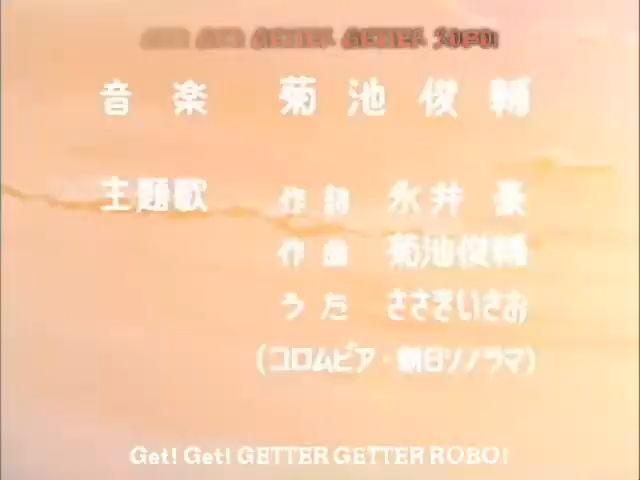 GET! GET! GETTER GETTER ROBO!
音楽 菊池俊輔
主題歌 作詞 永井豪
作曲 菊池俊輔
うた ささきいさお
(コロムビア・朝日ソノラマ)
Get! Get! GETTER GETTER ROBO!